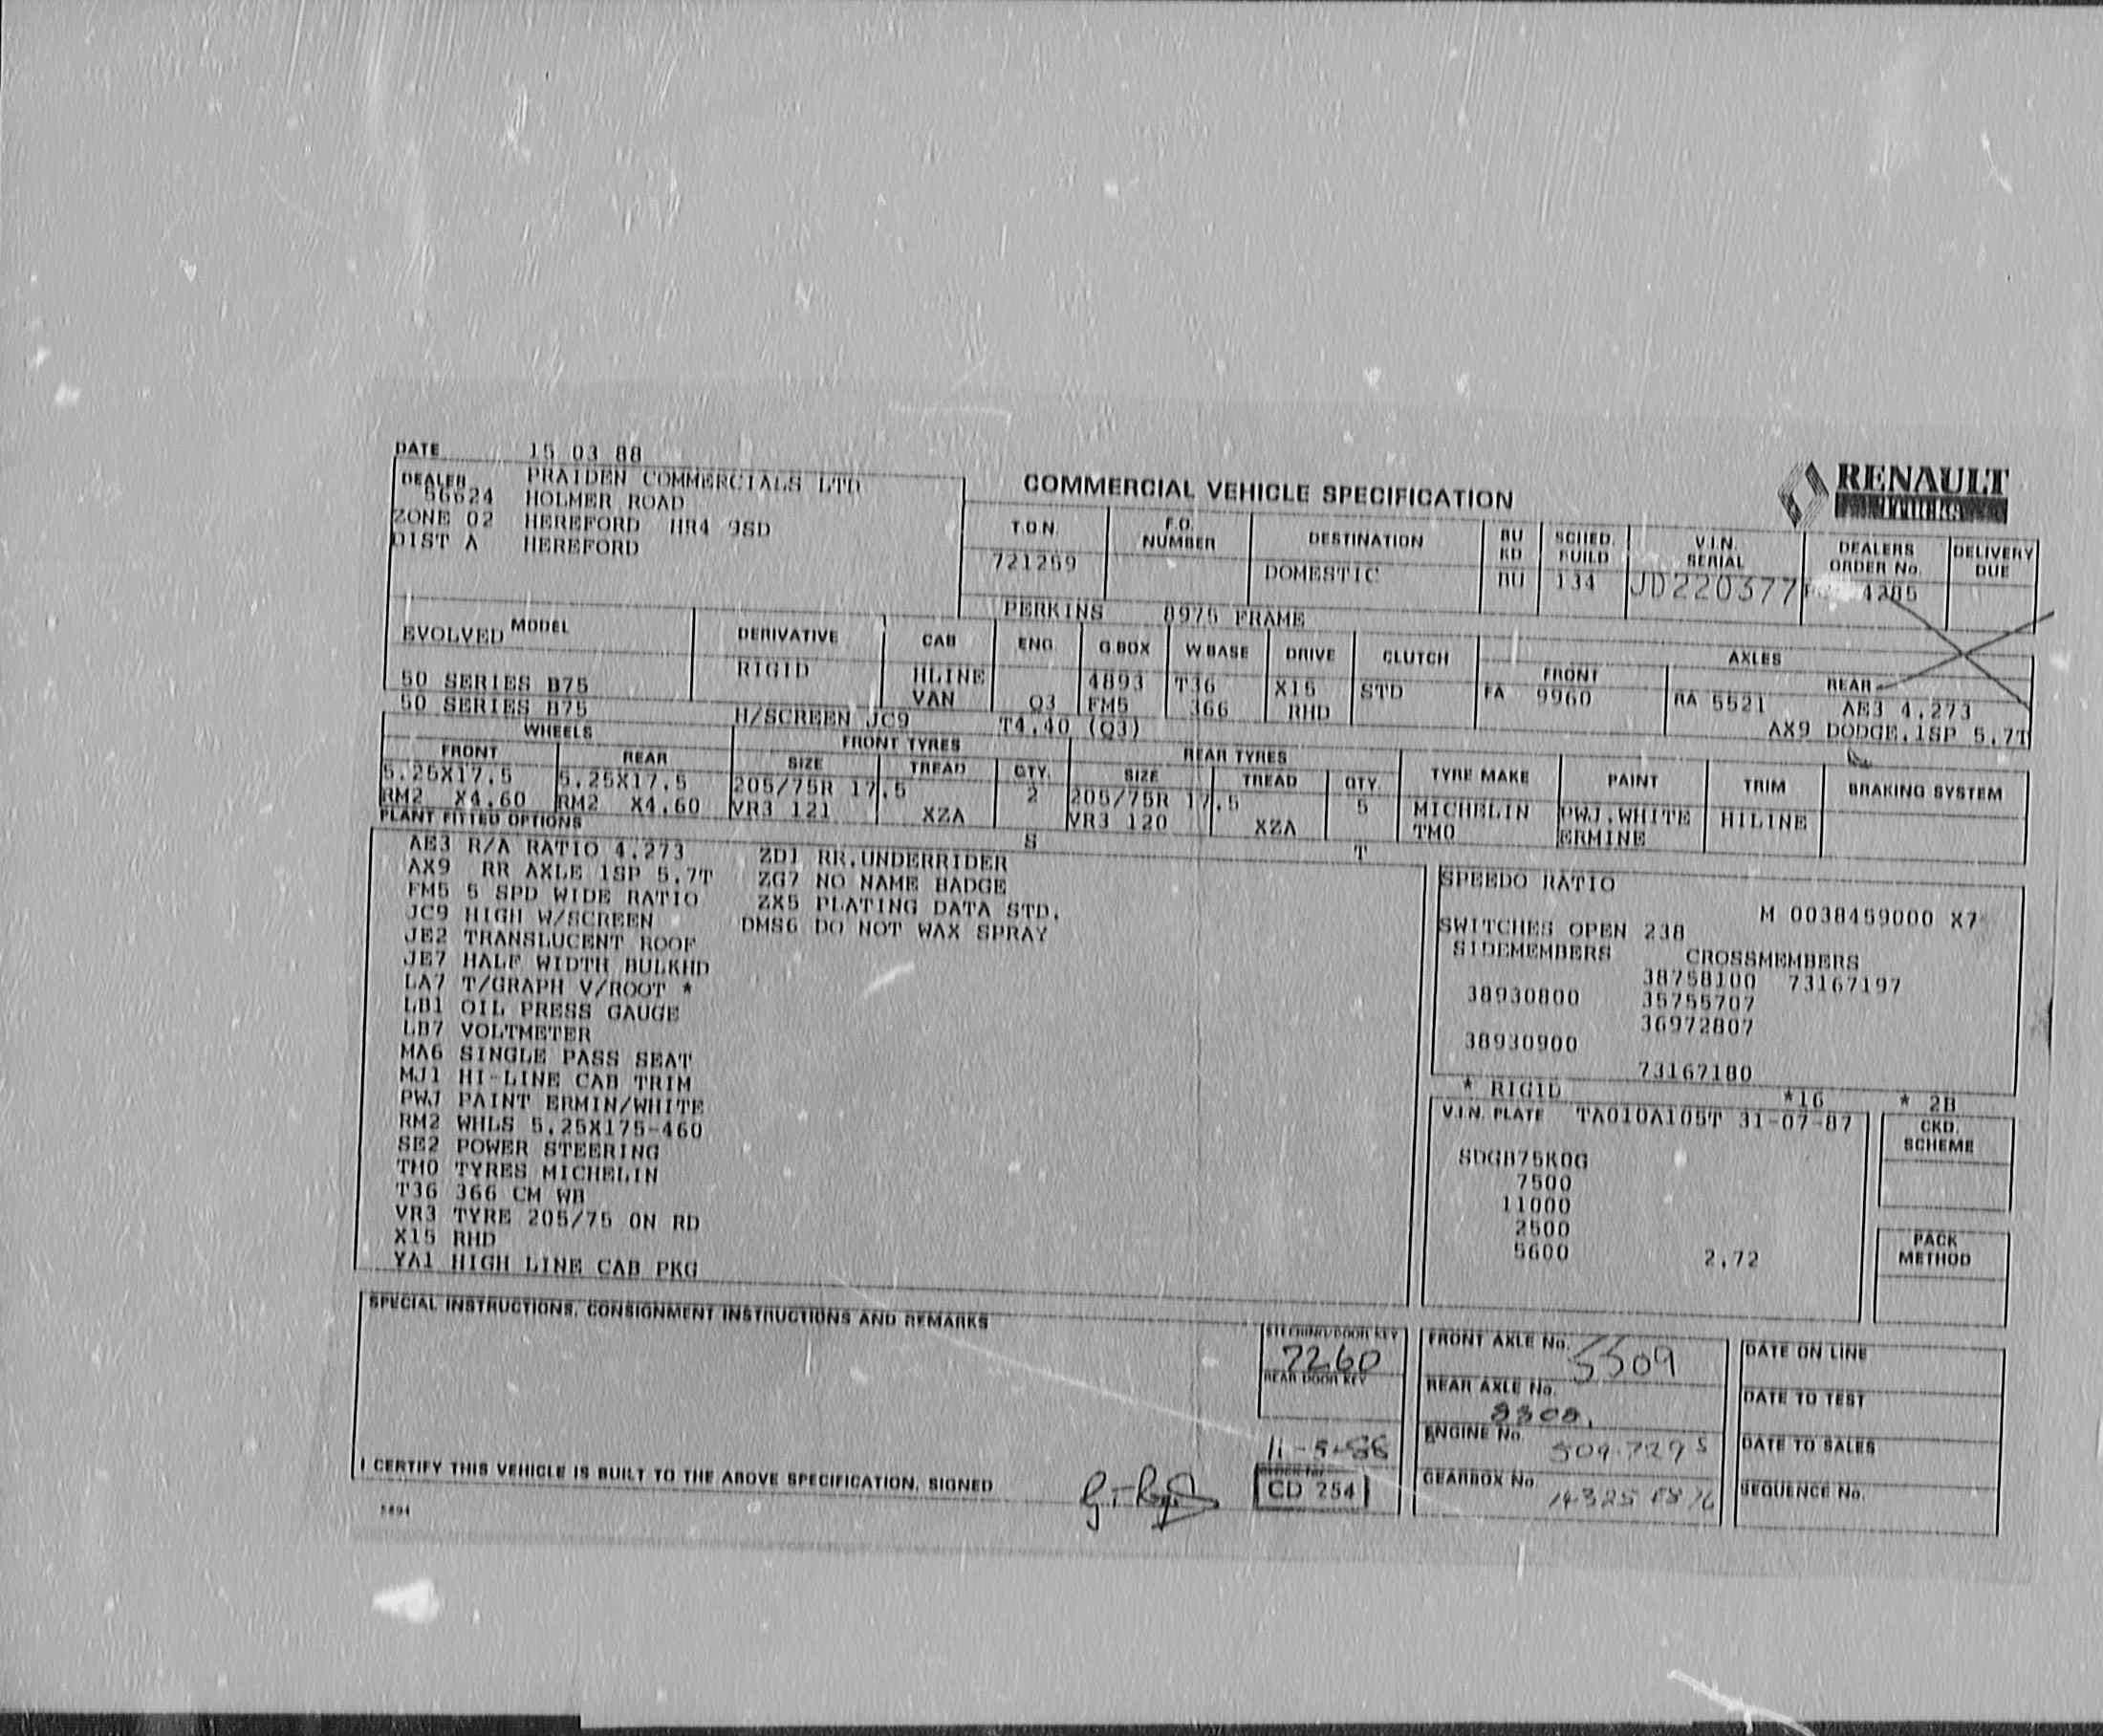 DATE 15 03 88
DEALER PRAIDEN COMMERCIALS LTD
56624 HOLMER ROAD
ZONE 02 HEREFORD HR4 9SD
DIST A HEREFORD
COMMERCIAL VEHICLE SPECIFICATION
RENAULT
TRUCKS
T.O.N. F.O. NUMBER DESTINATION BU KD SCHED. BUILD V.I.N. SERIAL DEALERS ORDER No. DELIVERY DUE
721259 DOMESTIC BU 134 JD220377 4285
PERKINS 8975 FRAME
MODEL DERIVATIVE CAB ENG G.BOX W.BASE DRIVE CLUTCH AXLES
FRONT REAR
EVOLVED RIGID HLINE 4893 T36 X15 STD FA 9960 RA 5521 AE3 4.273
50 SERIES B75 VAN Q3 FM5 366 RHD
50 SERIES B75 H/SCREEN JC9 T4.40 (Q3) AX9 DODGE.1SP 5.7T
WHEELS FRONT TYRES REAR TYRES
FRONT REAR SIZE TREAD QTY. SIZE TREAD QTY. TYRE MAKE PAINT TRIM BRAKING SYSTEM
5.25X17.5 5.25X17.5 205/75R 17.5 2 205/75R 17.5 5 MICHELIN PWJ.WHITE HILINE
RM2 X4.60 RM2 X4.60 VR3 121 XZA VR3 120 XZA TM0 ERMINE
PLANT FITTED OPTIONS S T
AE3 R/A RATIO 4.273 ZD1 RR.UNDERRIDER
AX9 RR AXLE 1SP 5.7T ZG7 NO NAME BADGE
FM5 5 SPD WIDE RATIO ZX5 PLATING DATA STD.
JC9 HIGH W/SCREEN DMS6 DO NOT WAX SPRAY
JE2 TRANSLUCENT ROOF
JE7 HALF WIDTH BULKHD
LA7 T/GRAPH V/ROOT *
LB1 OIL PRESS GAUGE
LB7 VOLTMETER
MA6 SINGLE PASS SEAT
MJ1 HI-LINE CAB TRIM
PWJ PAINT ERMIN/WHITE
RM2 WHLS 5.25X175-460
SE2 POWER STEERING
TM0 TYRES MICHELIN
T36 366 CM WB
VR3 TYRE 205/75 ON RD
X15 RHD
YA1 HIGH LINE CAB PKG
SPEEDO RATIO
M 0038459000 X7
SWITCHES OPEN 238
SIDEMEMBERS CROSSMEMBERS
38758100 73167197
38930800 35755707
36972807
38930900
73167180
* RIGID *16 * 2B
V.I.N. PLATE TA010A105T 31-07-87
SDGB75K0G
7500
11000
2500
5600 2.72
CKD. SCHEME
PACK METHOD
SPECIAL INSTRUCTIONS, CONSIGNMENT INSTRUCTIONS AND REMARKS
STEERING/DOOR KEY
7260
REAR DOOR KEY
11-5-88
CD 254
FRONT AXLE No. 5509
REAR AXLE No.
ENGINE No.
GEARBOX No
DATE ON LINE
DATE TO TEST
DATE TO SALES
SEQUENCE No.
I CERTIFY THIS VEHICLE IS BUILT TO THE ABOVE SPECIFICATION, SIGNED